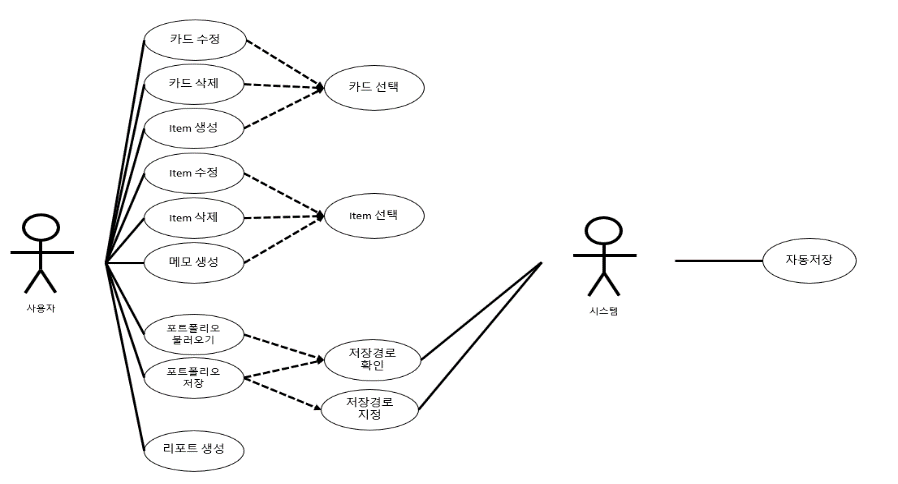 카드 수정
카드 삭제
Item 생성
카드 선택
Item 수정
Item 삭제
메모 생성
Item 선택
사용자
포트폴리오
불러오기
포트폴리오
저장
저장경로
확인
저장경로
지정
리포트 생성
시스템
자동저장